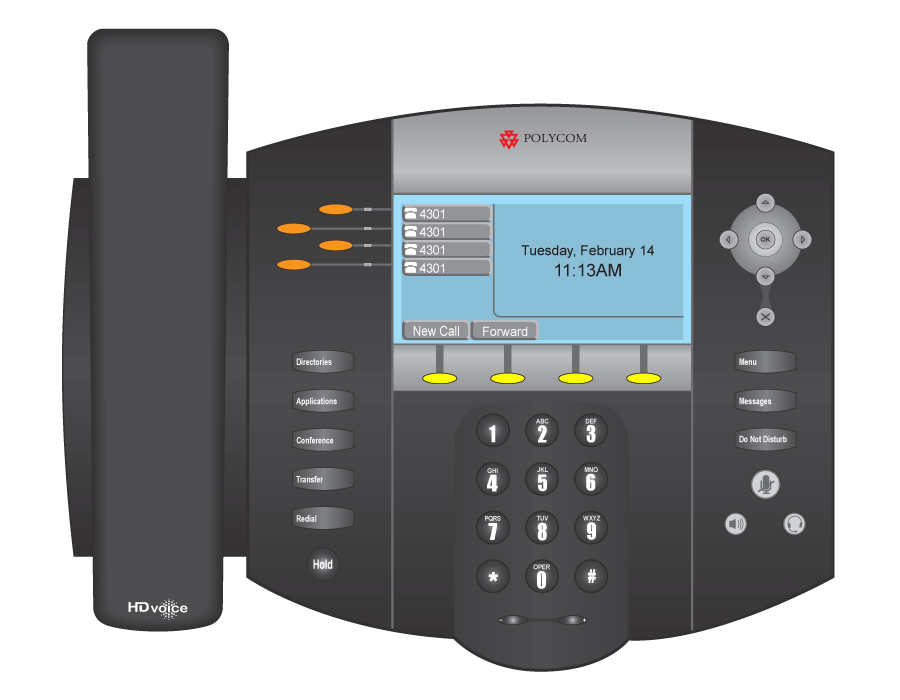 POLYCOM
4301
4301
4301
4301
Tuesday, February 14
11:13AM
New Call
Forward
OK
Directories
Applications
Conference
Transfer
Redial
Hold
Menu
Messages
Do Not Disturb
1
ABC
2
DEF
3
GHI
4
JKL
5
MNO
6
PQRS
7
TUV
8
WXYZ
9
*
OPER
0
#
- +
HDvoice